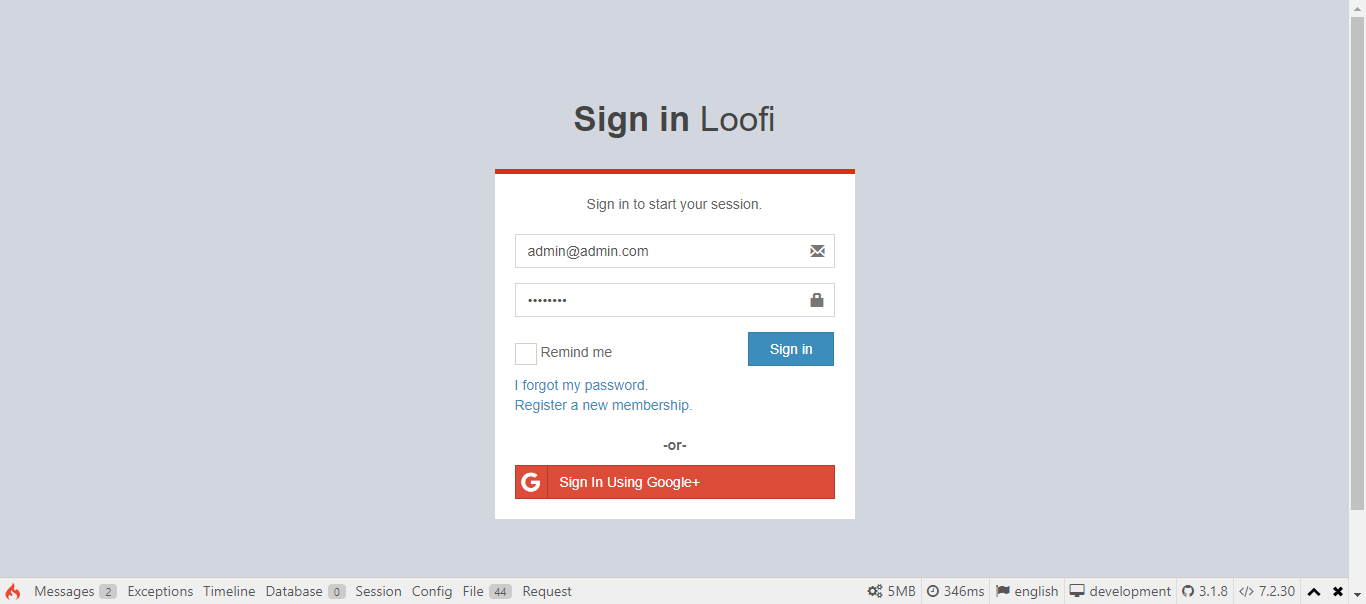 Sign in Loofi
Sign in to start your session.
admin@admin.com
••••••••
Remind me
Sign in
I forgot my password.
Register a new membership.
-or-
G Sign In Using Google+
Messages 2 Exceptions Timeline Database 0 Session Config File 44 Request 5MB 346ms english development 3.1.8 </> 7.2.30